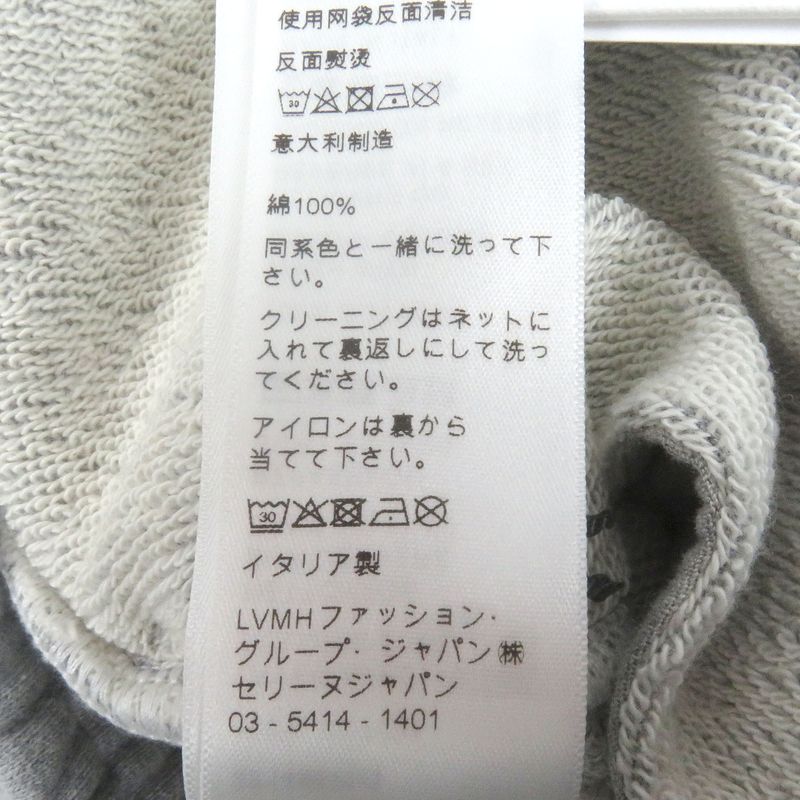 使用网袋反面清洁
反面熨烫
30
意大利制造
綿100%
同系色と一緒に洗って下
さい。
クリーニングはネットに
入れて裏返しにして洗っ
てください。
アイロンは裏から
当てて下さい。
30
イタリア製
LVMHファッション·
グループ· ジャパン㈱
セリーヌジャパン
03 - 5414 - 1401